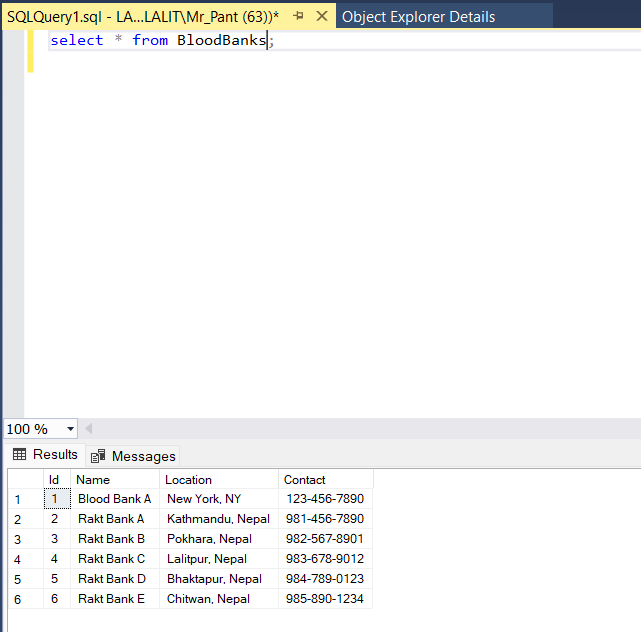 SQLQuery1.sql - LA...LALIT\Mr_Pant (63))* Object Explorer Details
select * from BloodBanks;
100 %
Results Messages
Id Name Location Contact
1 1 Blood Bank A New York, NY 123-456-7890
2 2 Rakt Bank A Kathmandu, Nepal 981-456-7890
3 3 Rakt Bank B Pokhara, Nepal 982-567-8901
4 4 Rakt Bank C Lalitpur, Nepal 983-678-9012
5 5 Rakt Bank D Bhaktapur, Nepal 984-789-0123
6 6 Rakt Bank E Chitwan, Nepal 985-890-1234